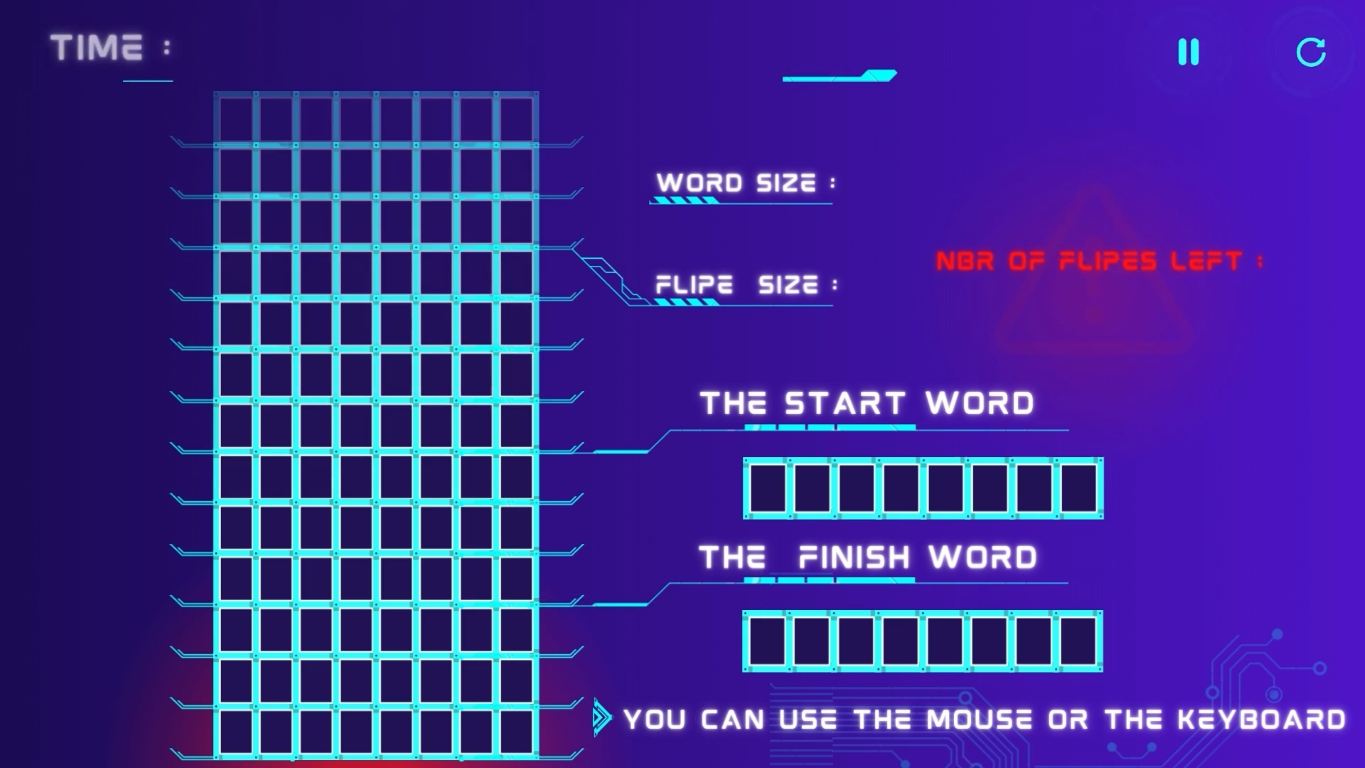 TIME :
WORD SIZE :
NBR OF FLIPES LEFT :
FLIPE SIZE :
THE START WORD
THE FINISH WORD
YOU CAN USE THE MOUSE OR THE KEYBOARD